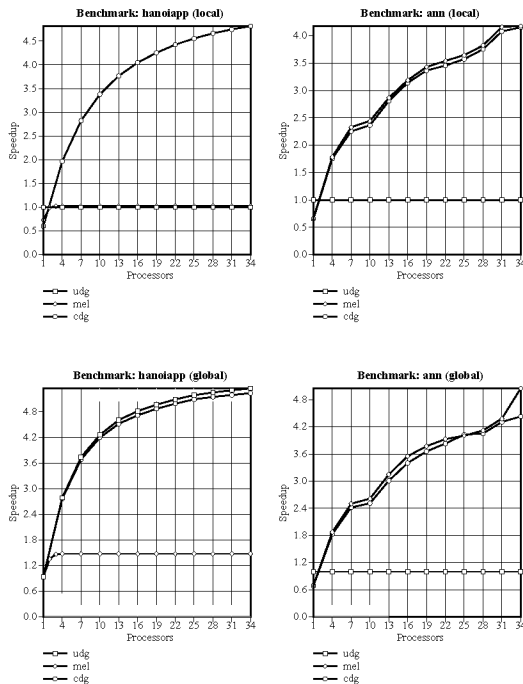 Benchmark: hanoiapp (local)
4.5
4.0
3.5
3.0
2.5
2.0
1.5
1.0
0.5
0.0
Speedup
1 4 7 10 13 16 19 22 25 28 31 34
Processors
udg
mel
cdg
Benchmark: ann (local)
4.0
3.5
3.0
2.5
2.0
1.5
1.0
0.5
0.0
Speedup
1 4 7 10 13 16 19 22 25 28 31 34
Processors
udg
mel
cdg
Benchmark: hanoiapp (global)
4.8
4.2
3.6
3.0
2.4
1.8
1.2
0.6
0.0
Speedup
1 4 7 10 13 16 19 22 25 28 31 34
Processors
udg
mel
cdg
Benchmark: ann (global)
4.8
4.2
3.6
3.0
2.4
1.8
1.2
0.6
0.0
Speedup
1 4 7 10 13 16 19 22 25 28 31 34
Processors
udg
mel
cdg